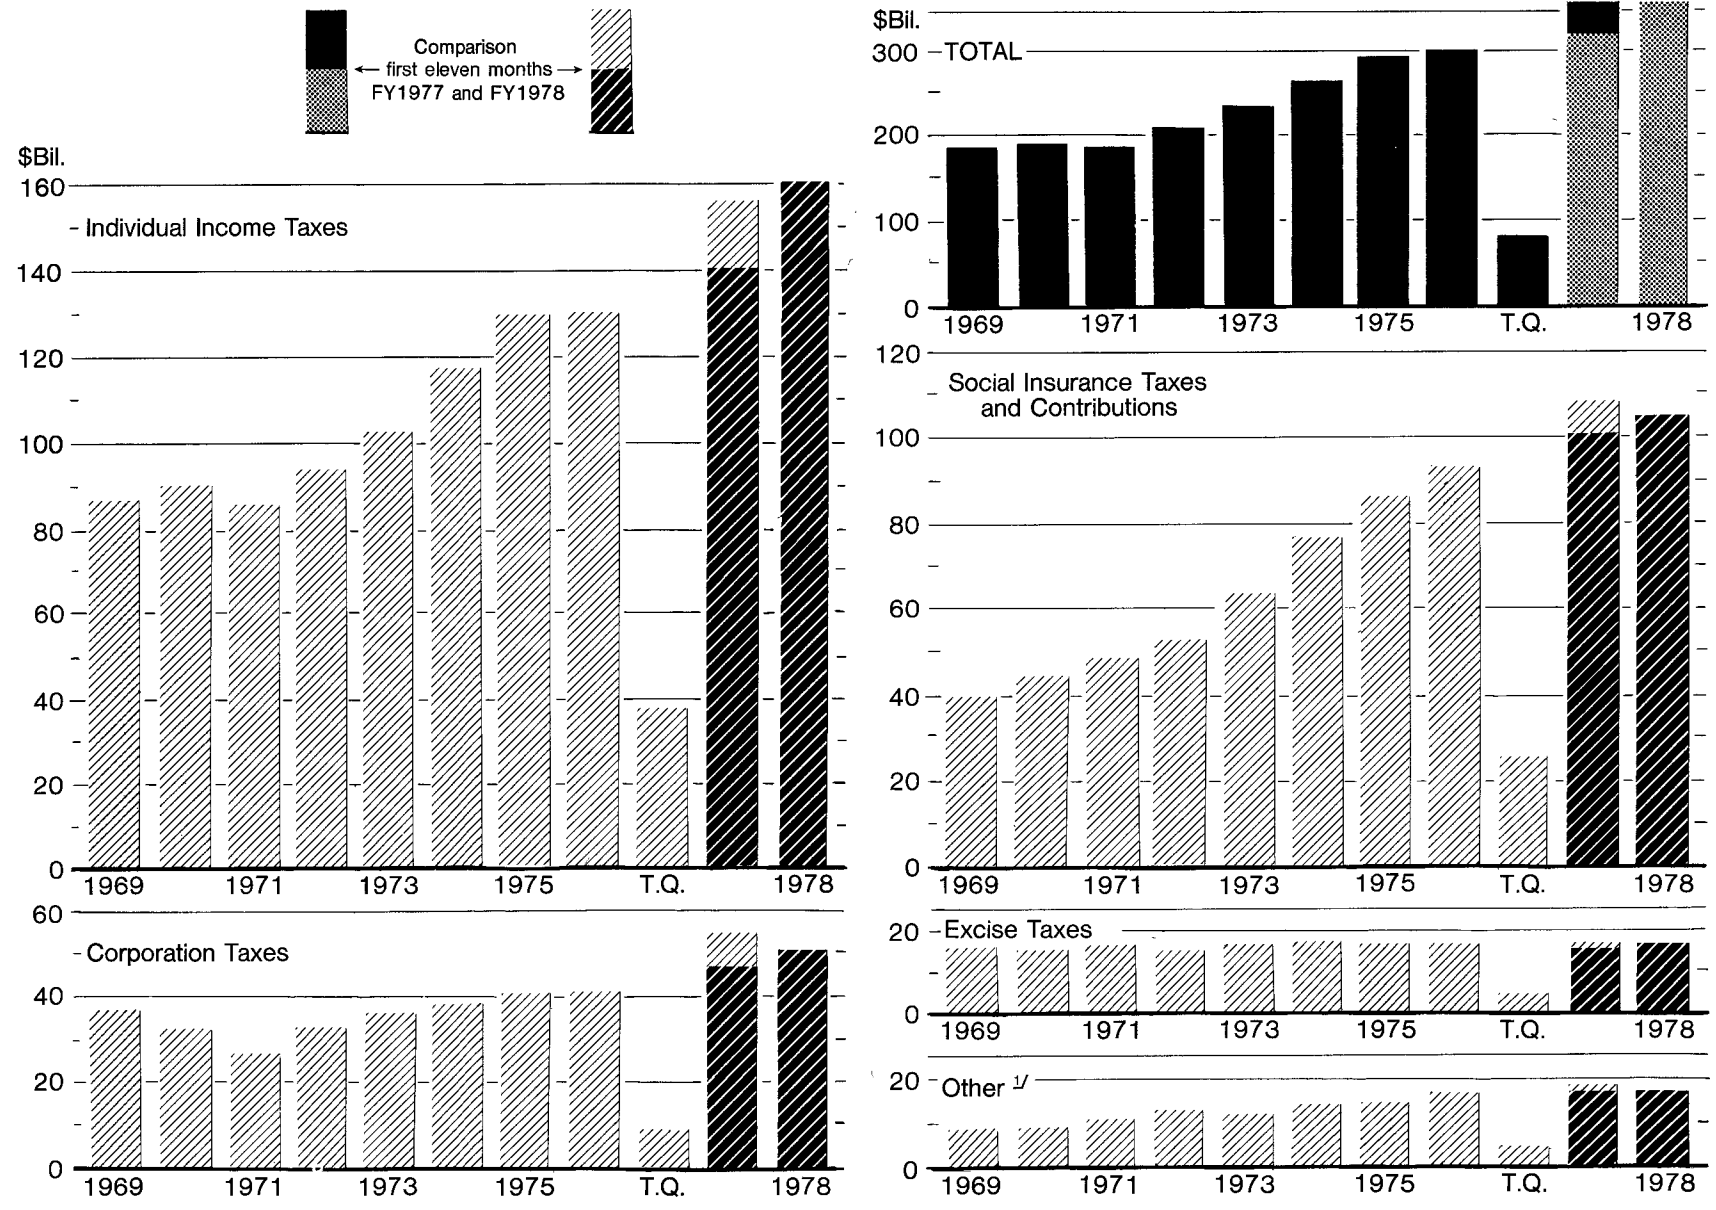 Comparison
first eleven months
FY1977 and FY1978
$Bil.
160
Individual Income Taxes
140
120
100
80
60
40
20
0
1969 1971 1973 1975 T.Q. 1978
60
Corporation Taxes
40
20
0
1969 1971 1973 1975 T.Q. 1978
$Bil.
300 TOTAL
200
100
0
1969 1971 1973 1975 T.Q. 1978
120
Social Insurance Taxes
and Contributions
100
80
60
40
20
0
1969 1971 1973 1975 T.Q. 1978
20 Excise Taxes
0
1969 1971 1973 1975 T.Q. 1978
20 Other 1/
0
1969 1971 1973 1975 T.Q. 1978